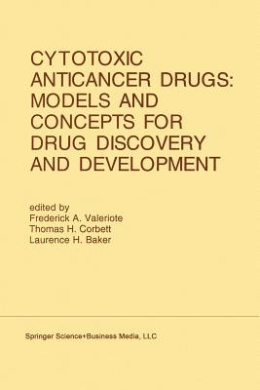 CYTOTOXIC
ANTICANCER DRUGS:
MODELS AND
CONCEPTS FOR
DRUG DISCOVERY
AND DEVELOPMENT
edited by
Frederick A. Valeriote
Thomas H. Corbett
Laurence H. Baker
Springer Science+Business Media, LLC